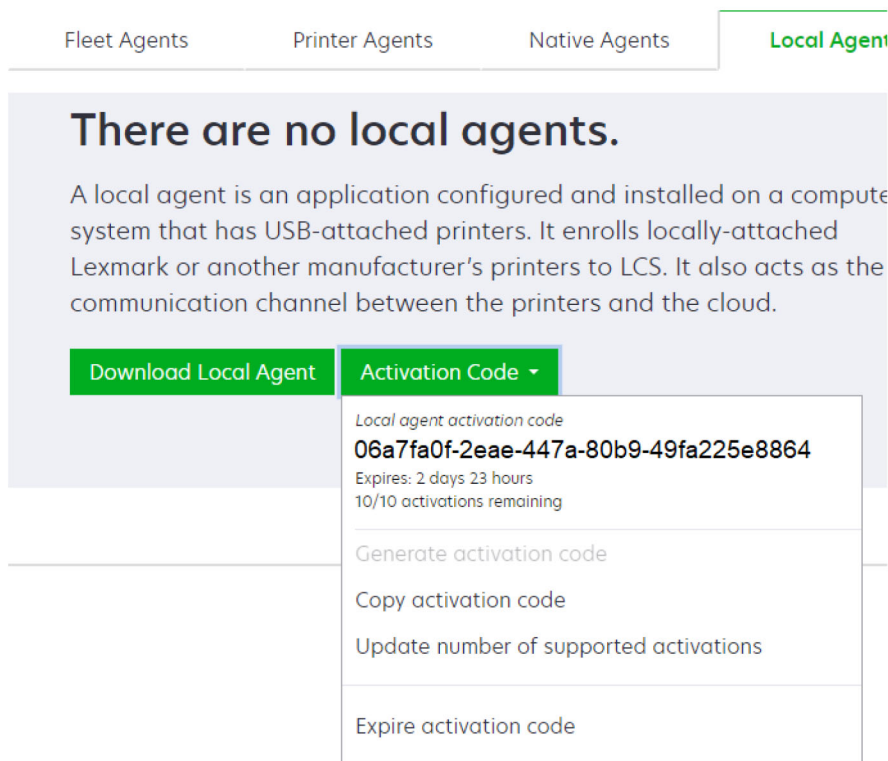 Fleet Agents
Printer Agents
Native Agents
Local Agent
There are no local agents.
A local agent is an application configured and installed on a compute
system that has USB-attached printers. It enrolls locally-attached
Lexmark or another manufacturer's printers to LCS. It also acts as the
communication channel between the printers and the cloud.
Download Local Agent
Activation Code
Local agent activation code
06a7fa0f-2eae-447a-80b9-49fa225e8864
Expires: 2 days 23 hours
10/10 activations remaining
Generate activation code
Copy activation code
Update number of supported activations
Expire activation code